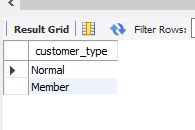 Result Grid Filter Rows:
customer_type
Normal
Member